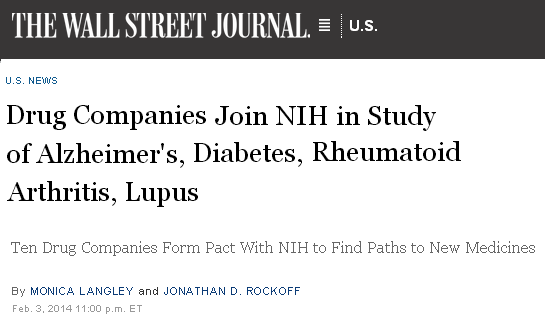 THE WALL STREET JOURNAL. U.S.
U.S. NEWS
Drug Companies Join NIH in Study
of Alzheimer's, Diabetes, Rheumatoid
Arthritis, Lupus
Ten Drug Companies Form Pact With NIH to Find Paths to New Medicines
By MONICA LANGLEY and JONATHAN D. ROCKOFF
Feb. 3, 2014 11:00 p.m. ET